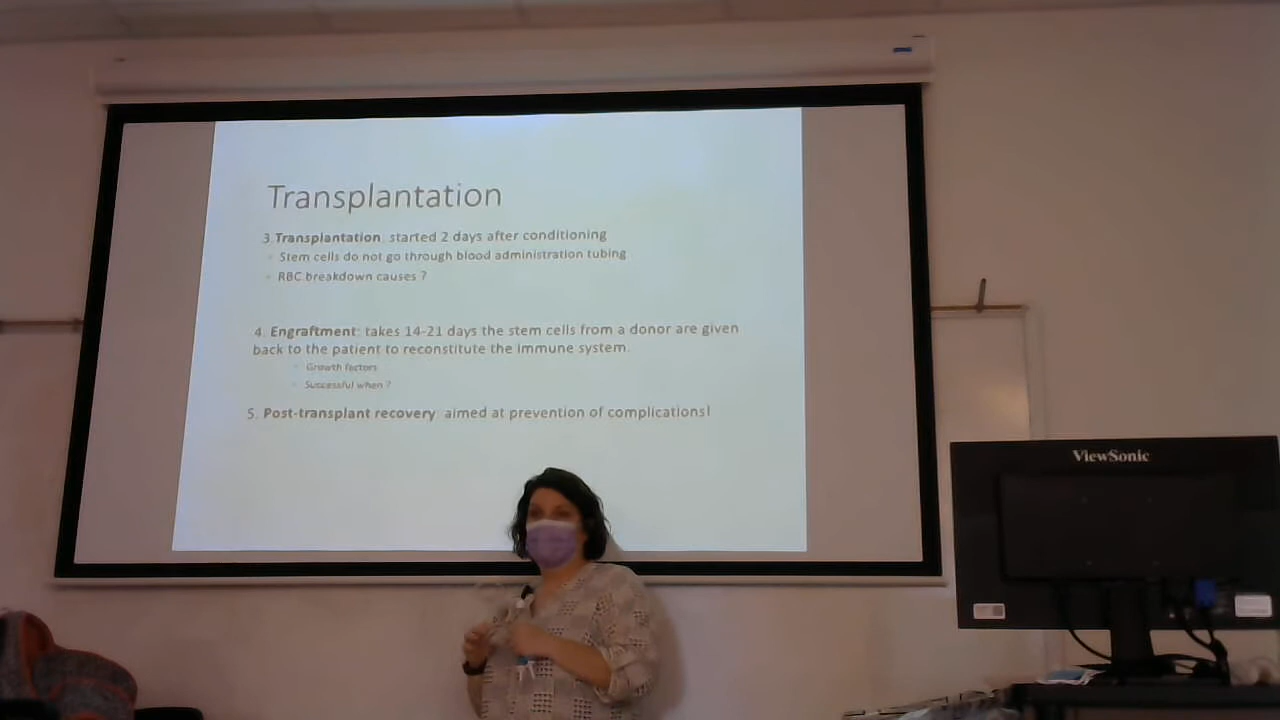 Transplantation
3 Transplantation: started 2 days after conditioning
Stem cells do not go through blood administration tubing
RBC breakdown causes ?
4. Engraftment: takes 14-21 days the stem cells from a donor are given
back to the patient to reconstitute the immune system.
Growth factors
Successful when ?
5. Post-transplant recovery: aimed at prevention of complications!
ViewSonic